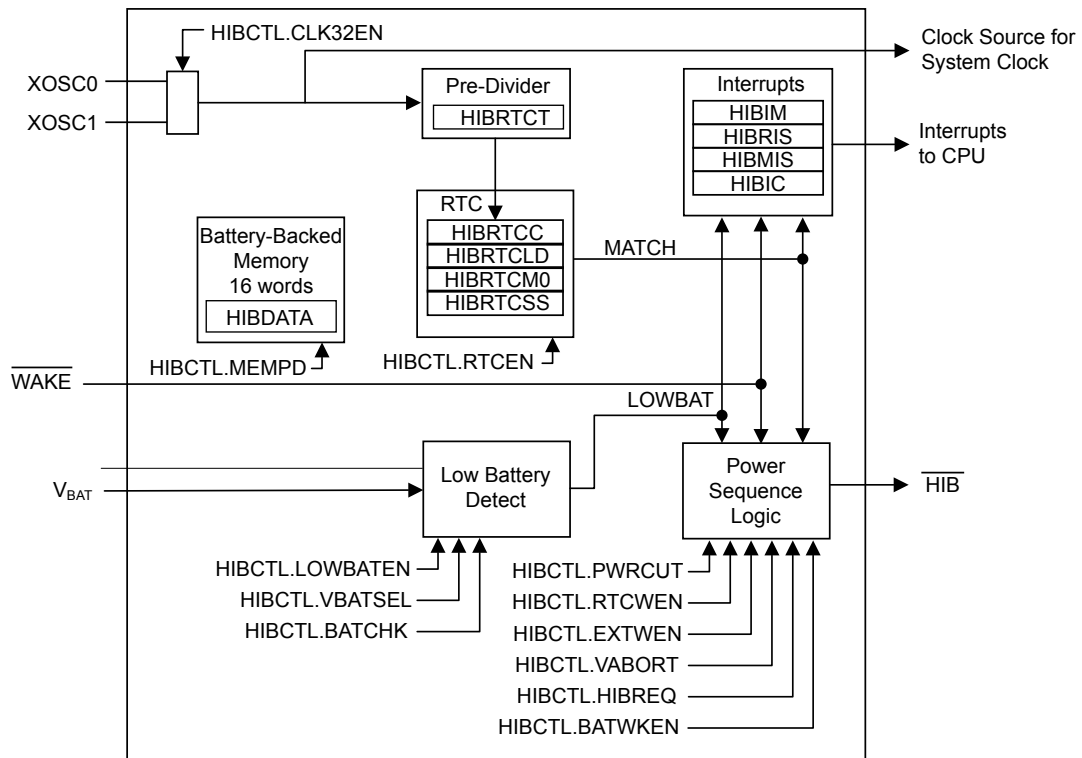 HIBCTL.CLK32EN
XOSC0
XOSC1
Clock Source for
System Clock
Pre-Divider
HIBRTCT
Interrupts
HIBIM
HIBRIS
HIBMIS
HIBIC
Interrupts
to CPU
RTC
HIBRTCC
HIBRTCLD
HIBRTCM0
HIBRTCSS
MATCH
Battery-Backed
Memory
16 words
HIBDATA
HIBCTL.MEMPD
HIBCTL.RTCEN
WAKE
LOWBAT
Low Battery
Detect
VBAT
Power
Sequence
Logic
HIB
HIBCTL.LOWBATEN
HIBCTL.VBATSEL
HIBCTL.BATCHK
HIBCTL.PWRCUT
HIBCTL.RTCWEN
HIBCTL.EXTWEN
HIBCTL.VABORT
HIBCTL.HIBREQ
HIBCTL.BATWKEN